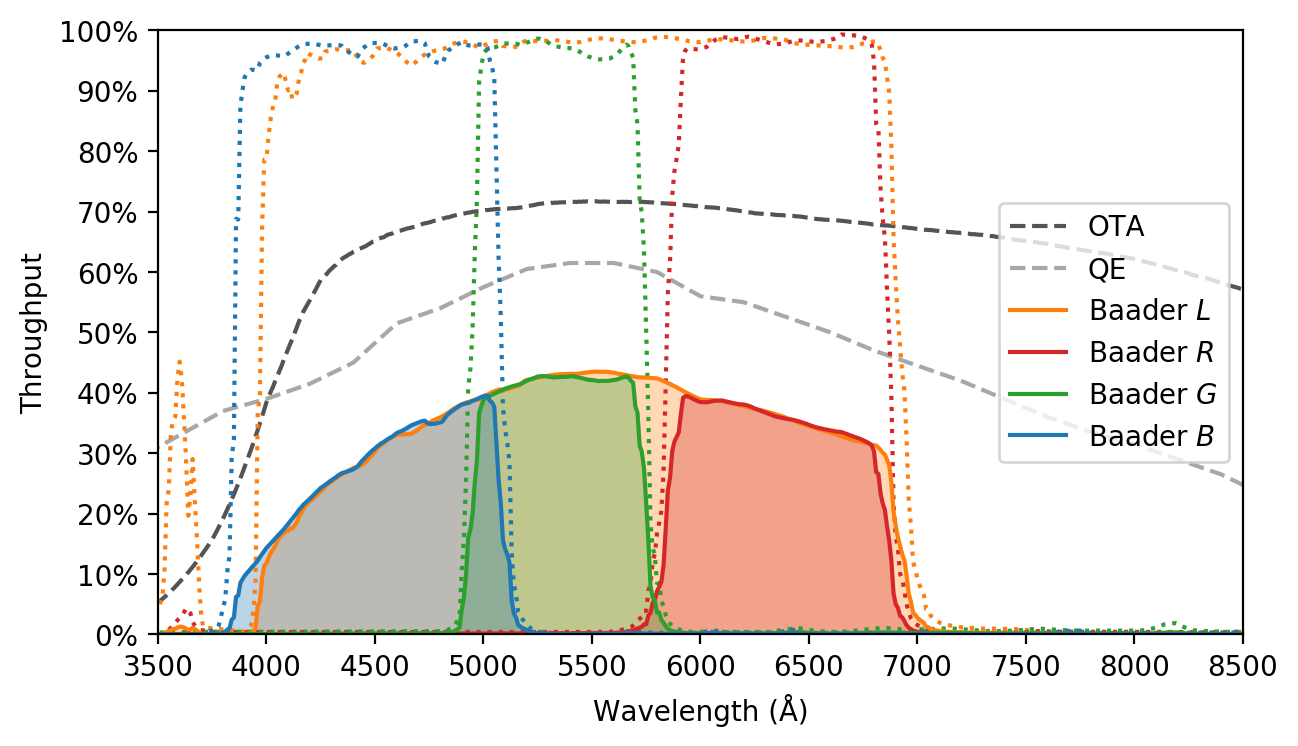 100%
90%
80%
70%
60%
50%
40%
30%
20%
10%
0%
Throughput
OTA
QE
Baader L
Baader R
Baader G
Baader B
3500 4000 4500 5000 5500 6000 6500 7000 7500 8000 8500
Wavelength (Å)